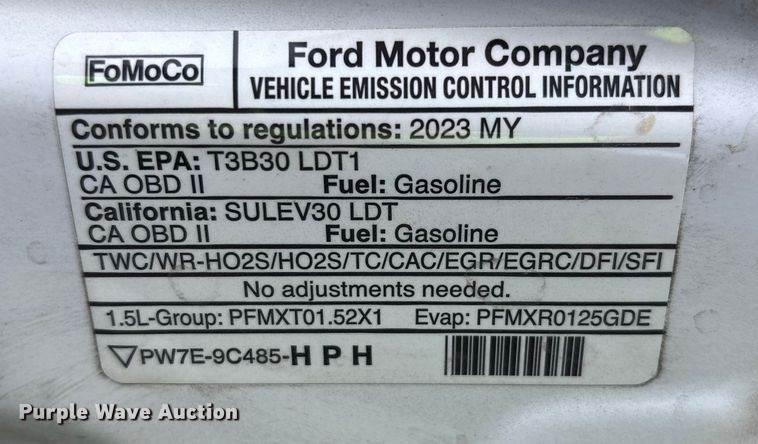 FoMoCo
Ford Motor Company
VEHICLE EMISSION CONTROL INFORMATION
Conforms to regulations: 2023 MY
U.S. EPA: T3B30 LDT1
CA OBD II Fuel: Gasoline
California: SULEV30 LDT
CA OBD II Fuel: Gasoline
TWC/WR-HO2S/HO2S/TC/CAC/EGR/EGRC/DFI/SFI
No adjustments needed.
1.5L-Group: PFMXT01.52X1 Evap: PFMXR0125GDE
PW7E-9C485-HPH
Purple Wave Auction